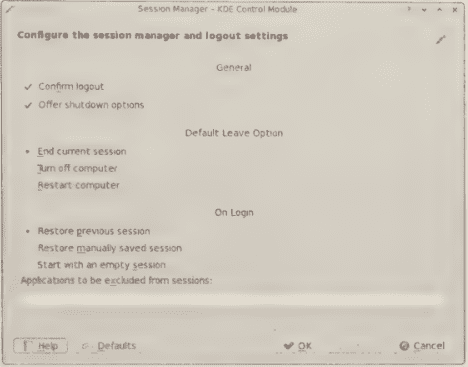 Session Manager - KDE Control Module
Configure the session manager and logout settings
General
Confirm logout
Offer shutdown options
Default Leave Option
End current session
Turn off computer
Restart computer
On Login
Restore previous session
Restore manually saved session
Start with an empty session
Applications to be excluded from sessions:
Help Defaults OK Cancel